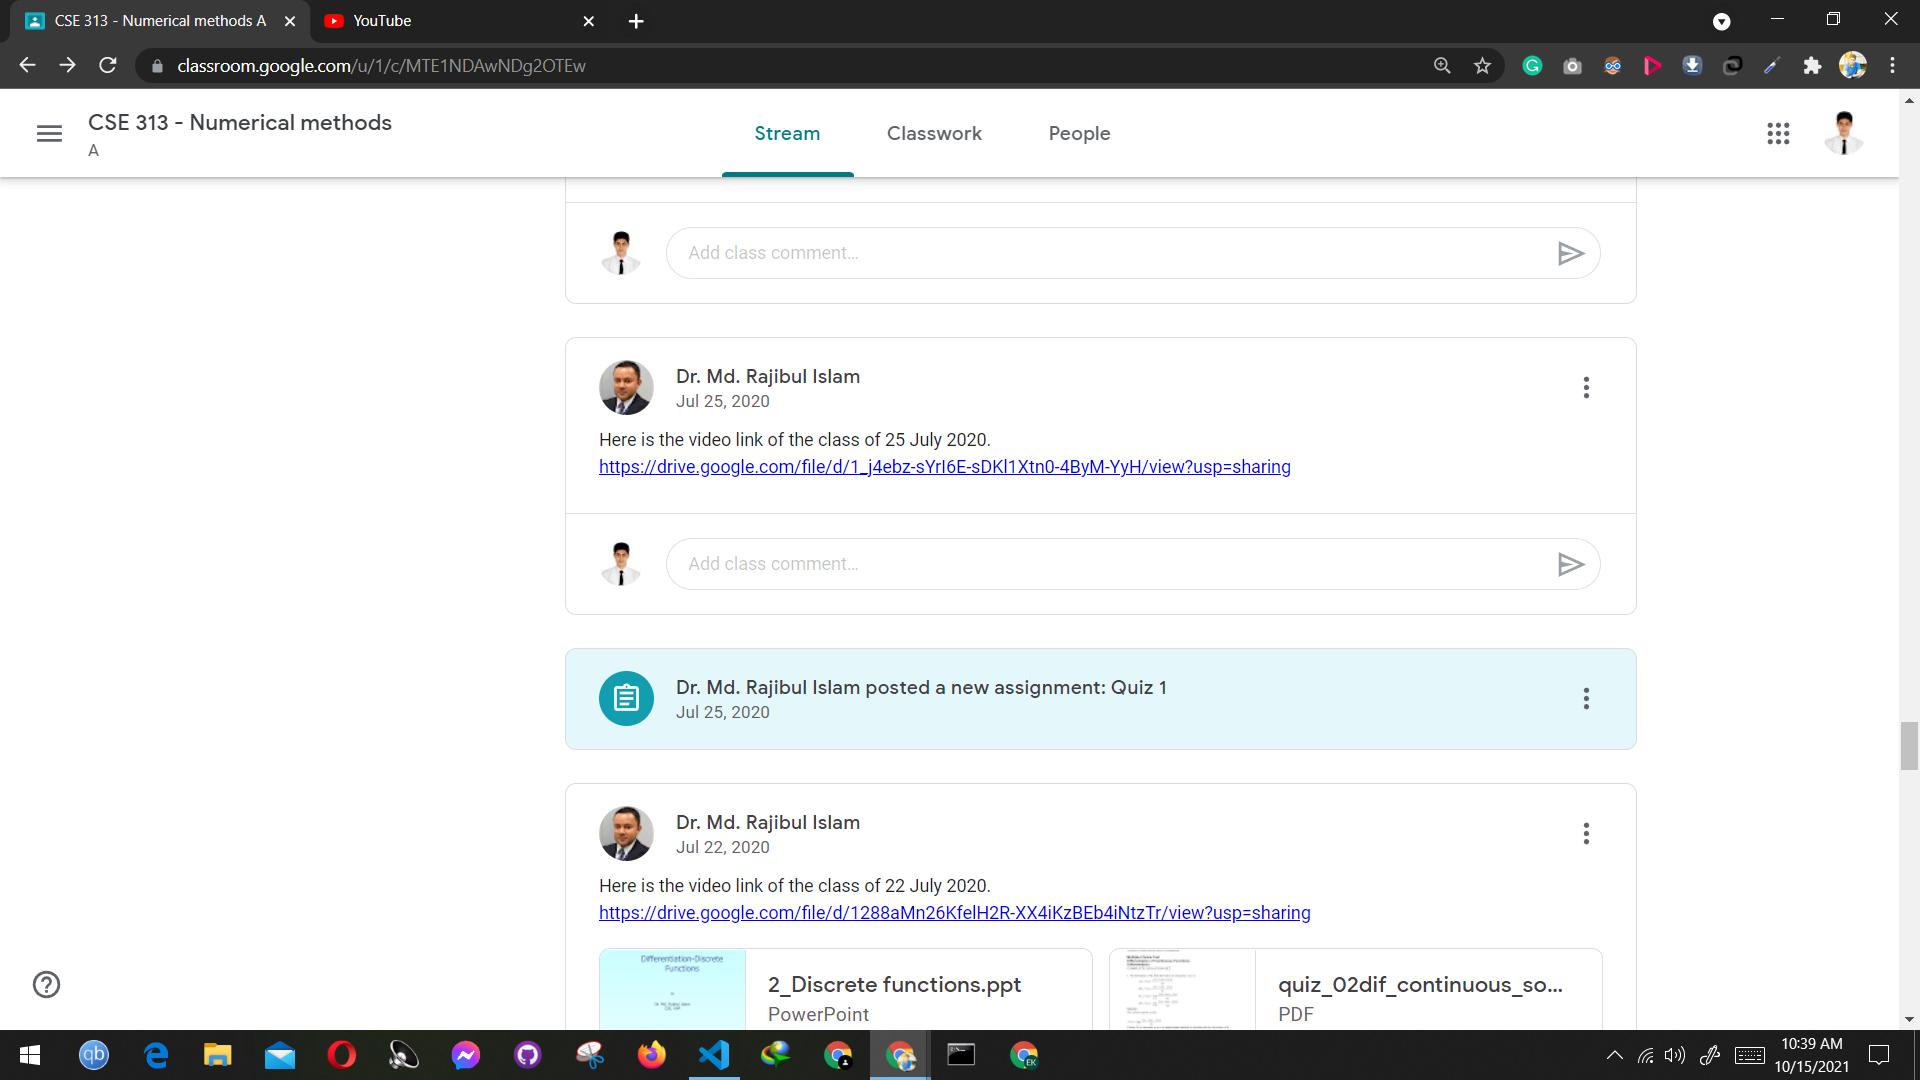 CSE 313 - Numerical methods A
YouTube
classroom.google.com/u/1/c/MTE1NDAwNDg2OTEw
CSE 313 - Numerical methods
A
Stream
Classwork
People
Add class comment...
Dr. Md. Rajibul Islam
Jul 25, 2020
Here is the video link of the class of 25 July 2020.
https://drive.google.com/file/d/1_j4ebz-sYrI6E-sDKl1Xtn0-4ByM-YyH/view?usp=sharing
Add class comment...
Dr. Md. Rajibul Islam posted a new assignment: Quiz 1
Jul 25, 2020
Dr. Md. Rajibul Islam
Jul 22, 2020
Here is the video link of the class of 22 July 2020.
https://drive.google.com/file/d/1288aMn26KfelH2R-XX4iKzBEb4iNtzTr/view?usp=sharing
Differentiation-Discrete
Functions
2_Discrete functions.ppt
PowerPoint
quiz_02dif_continuous_so...
PDF
qb
EK
10:39 AM
10/15/2021